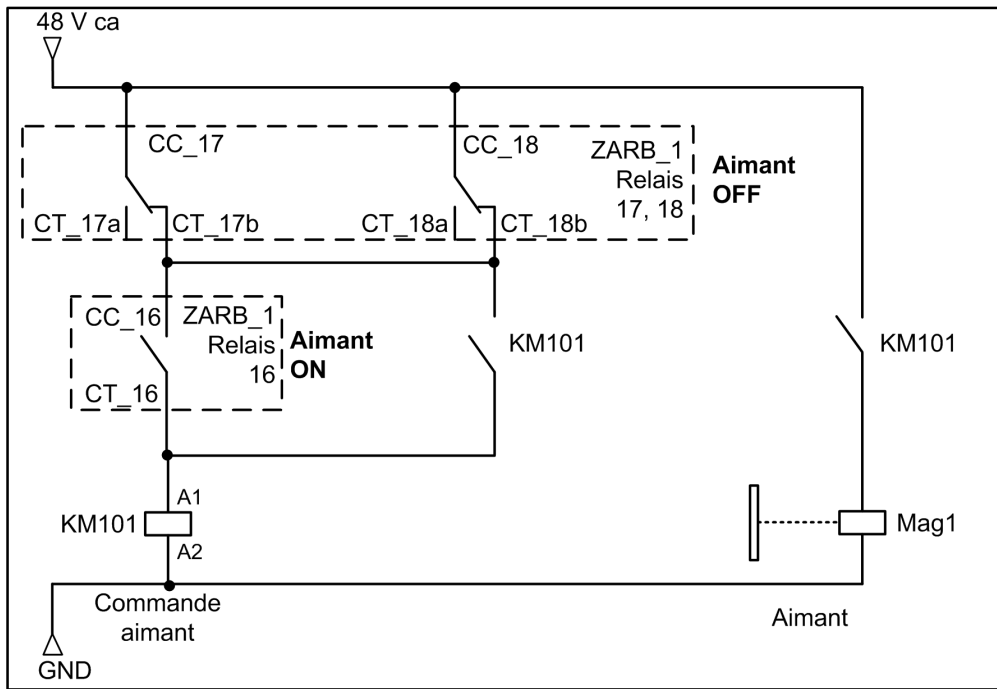 48 V ca
CC_17
CC_18
ZARB_1
Relais
17, 18
Aimant
OFF
CT_17a
CT_17b
CT_18a
CT_18b
CC_16
ZARB_1
Relais
16
Aimant
ON
CT_16
KM101
KM101
A1
KM101
A2
Mag1
Commande
aimant
Aimant
GND